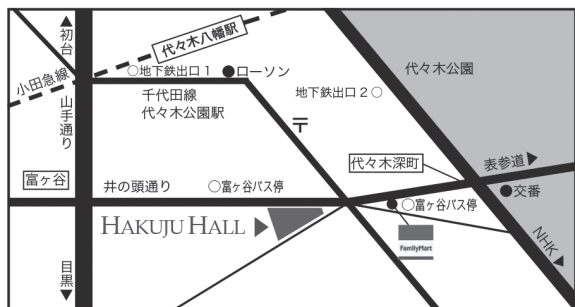 ▲初台
小田急線
代々木八幡駅
○地下鉄出口1
●ローソン
千代田線
代々木公園駅
地下鉄出口2○
代々木公園
山手通り
〒
代々木深町
表参道▶
富ヶ谷
井の頭通り
○富ヶ谷バス停
○富ヶ谷バス停
●交番
HAKUJU HALL ▶
FamilyMart
NHK▶
目黒▼